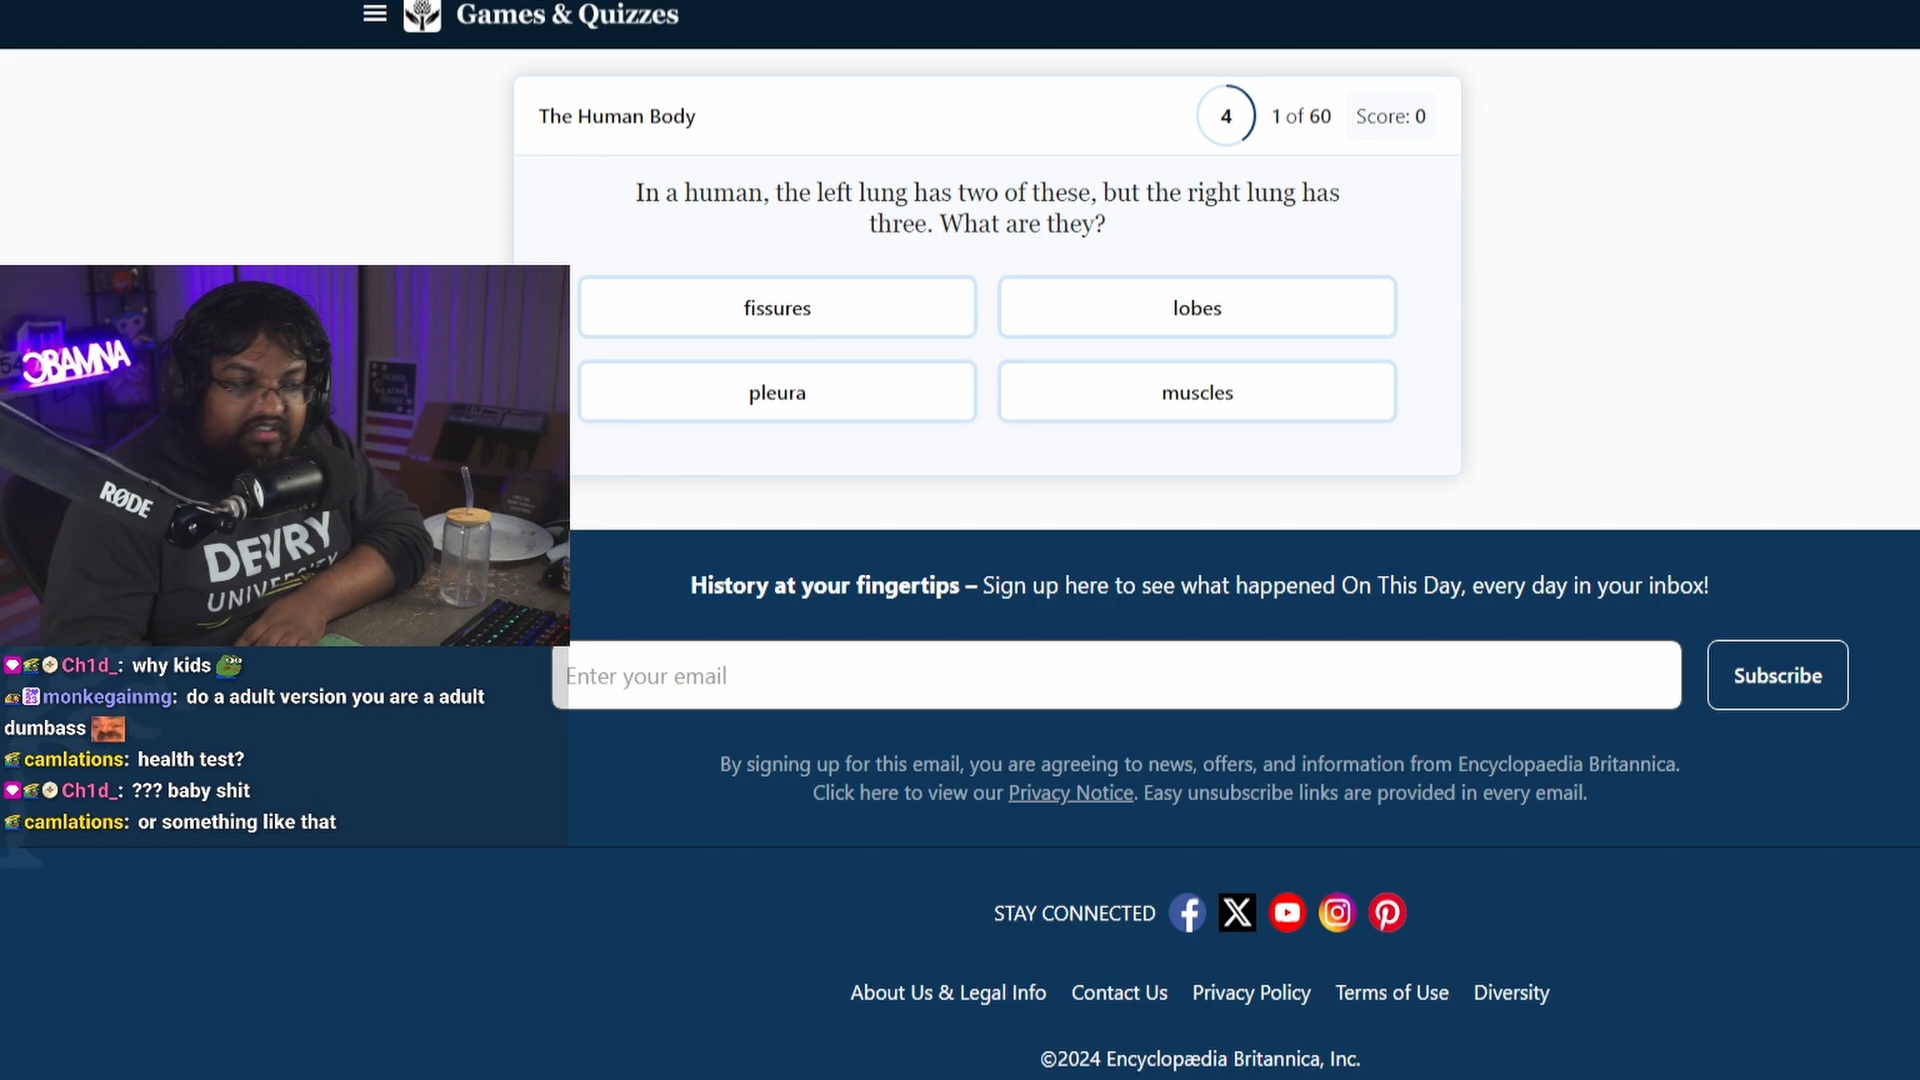 Games & Quizzes
The Human Body
4
1 of 60
Score: 0
In a human, the left lung has two of these, but the right lung has
three. What are they?
fissures
lobes
pleura
muscles
OBAMNA
RØDE
DEVRY
UNIVERSITY
Ch1d_: why kids
monkegainmg: do a adult version you are a adult
dumbass
camlations: health test?
Ch1d_: ??? baby shit
camlations: or something like that
History at your fingertips – Sign up here to see what happened On This Day, every day in your inbox!
Enter your email
Subscribe
By signing up for this email, you are agreeing to news, offers, and information from Encyclopaedia Britannica.
Click here to view our Privacy Notice. Easy unsubscribe links are provided in every email.
STAY CONNECTED
About Us & Legal Info
Contact Us
Privacy Policy
Terms of Use
Diversity
©2024 Encyclopædia Britannica, Inc.